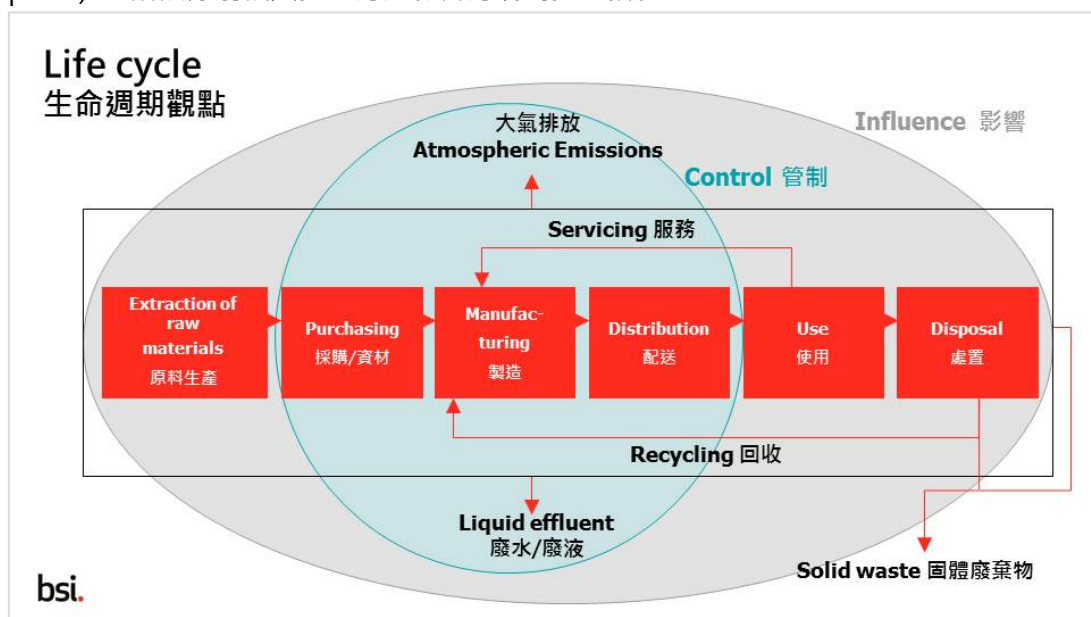 Life cycle
生命週期觀點
大氣排放
Atmospheric Emissions
Influence 影響
Control 管制
Servicing 服務
Extraction of
raw
materials
原料生產
Purchasing
採購/資材
Manufac-
turing
製造
Distribution
配送
Use
使用
Disposal
處置
Recycling 回收
Liquid effluent
廢水/廢液
Solid waste 固體廢棄物
bsi.